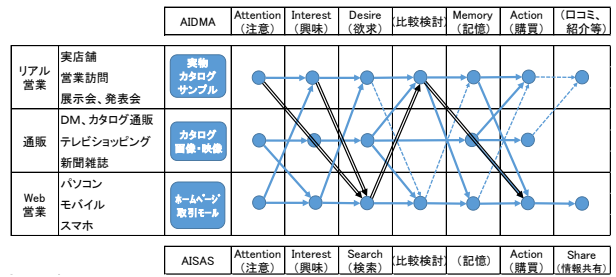 AIDMA
Attention
（注意）
Interest
（興味）
Desire
（欲求）
（比較検討）
Memory
（記憶）
Action
（購買）
（口コミ、
紹介等）
リアル
営業
実店舗
営業訪問
展示会、発表会
実物
カタログ
サンプル
通販
DM、カタログ通販
テレビショッピング
新聞雑誌
カタログ
画像・映像
Web
営業
パソコン
モバイル
スマホ
ホームページ
取引モール
AISAS
Attention
（注意）
Interest
（興味）
Search
（検索）
（比較検討）
（記憶）
Action
（購買）
Share
（情報共有）